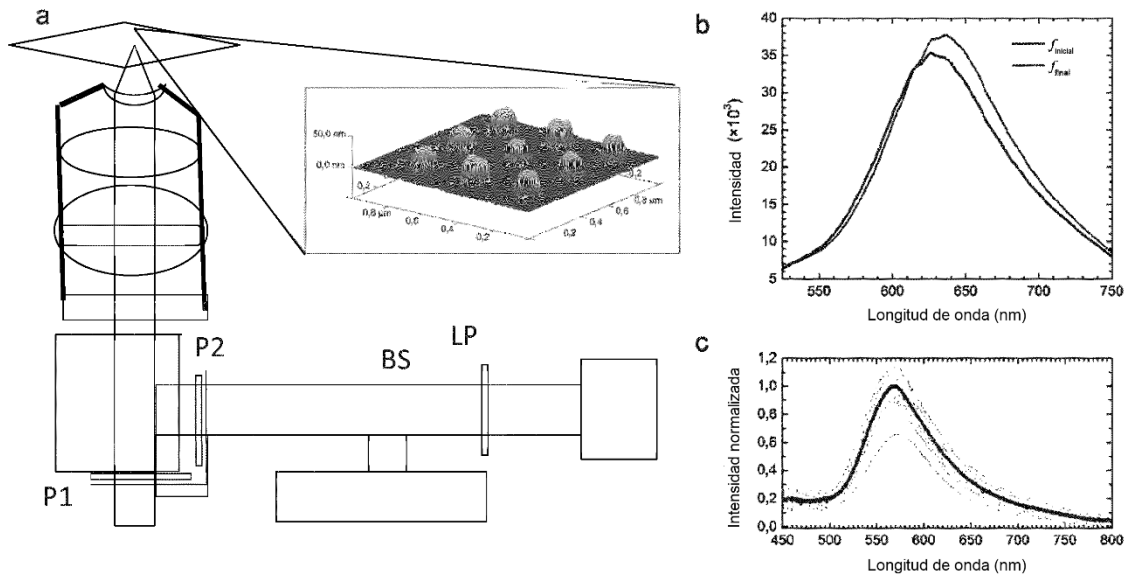 a
50,0 nm
0,0 nm
0,2
0,8 µm
0,6
0,4
0,2
0,2
0,4
0,6
0,8 µm
0,2
P2
BS
LP
P1
b
40
35
30
25
20
15
10
5
Intensidad (×10³)
f inicial
f final
550 600 650 700 750
Longitud de onda (nm)
c
1,2
1,0
0,8
0,6
0,4
0,2
0,0
Intensidad normalizada
450 500 550 600 650 700 750 800
Longitud de onda (nm)